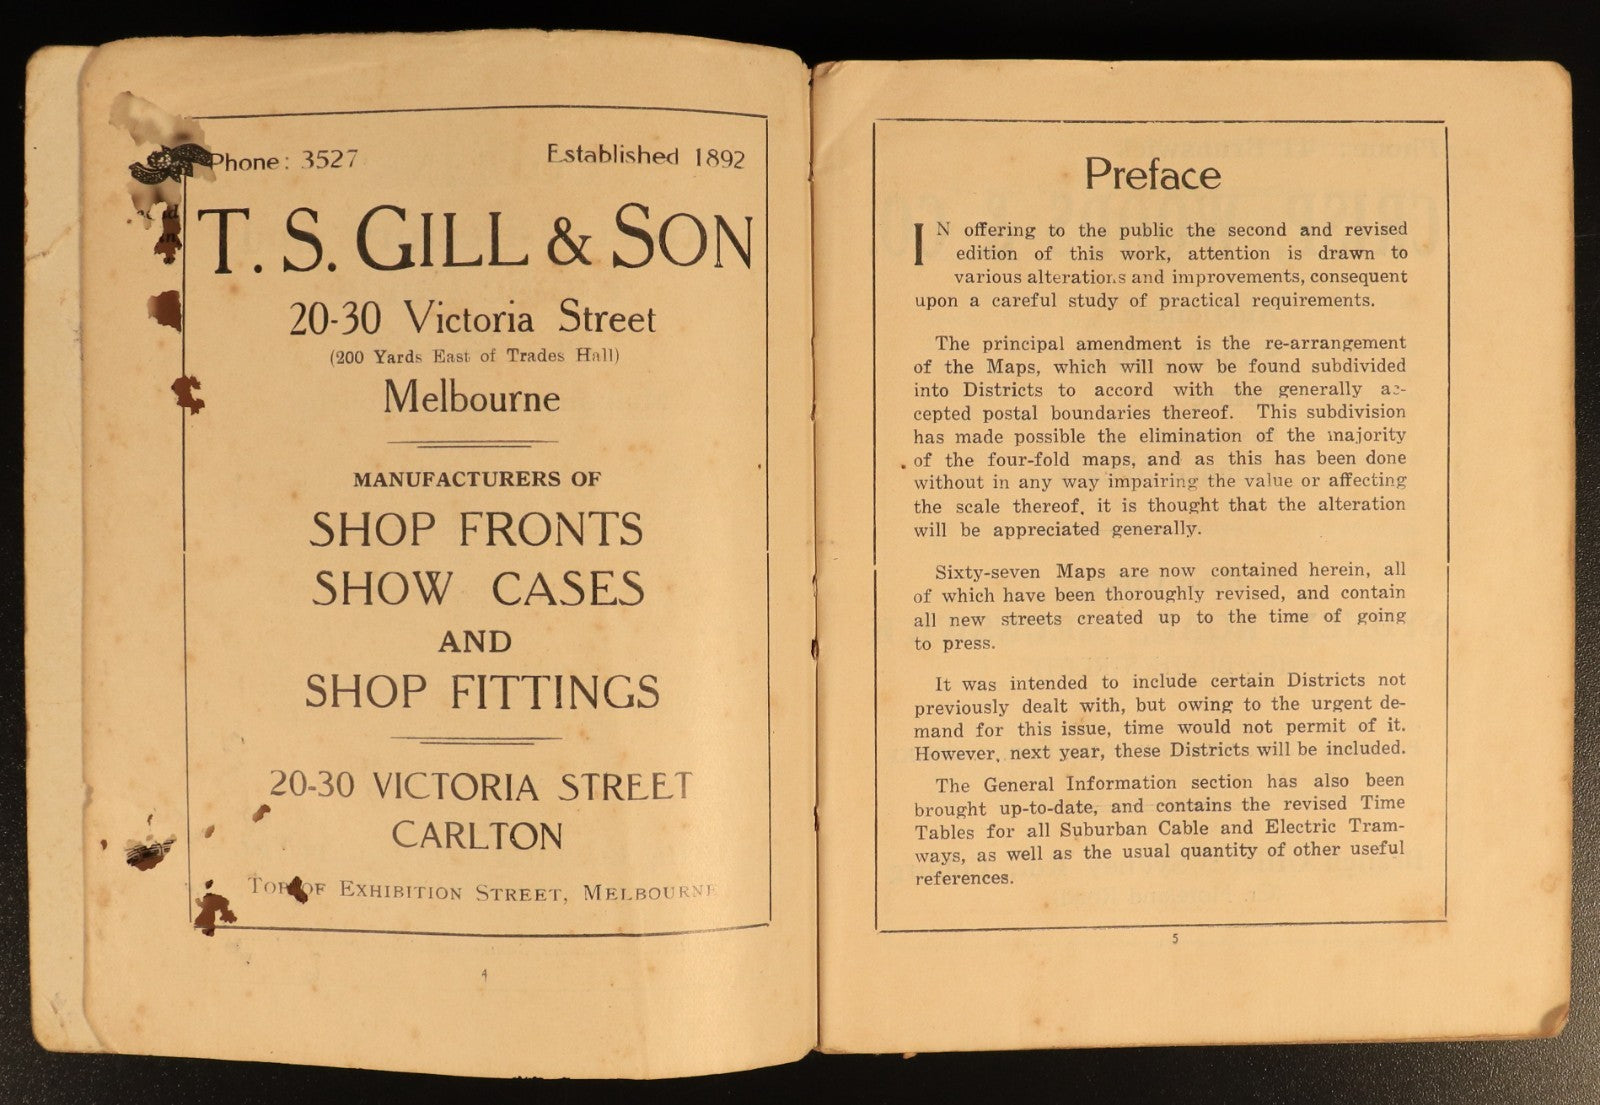 Phone: 3527
Established 1892
T. S. GILL & SON
20-30 Victoria Street
(200 Yards East of Trades Hall)
Melbourne
MANUFACTURERS OF
SHOP FRONTS
SHOW CASES
AND
SHOP FITTINGS
20-30 VICTORIA STREET
CARLTON
TOP OF EXHIBITION STREET, MELBOURNE
4
Preface
IN offering to the public the second and revised
edition of this work, attention is drawn to
various alterations and improvements, consequent
upon a careful study of practical requirements.
The principal amendment is the re-arrangement
of the Maps, which will now be found subdivided
into Districts to accord with the generally ac-
cepted postal boundaries thereof. This subdivision
has made possible the elimination of the majority
of the four-fold maps, and as this has been done
without in any way impairing the value or affecting
the scale thereof, it is thought that the alteration
will be appreciated generally.
Sixty-seven Maps are now contained herein, all
of which have been thoroughly revised, and contain
all new streets created up to the time of going
to press.
It was intended to include certain Districts not
previously dealt with, but owing to the urgent de-
mand for this issue, time would not permit of it.
However, next year, these Districts will be included.
The General Information section has also been
brought up-to-date, and contains the revised Time
Tables for all Suburban Cable and Electric Tram-
ways, as well as the usual quantity of other useful
references.
5